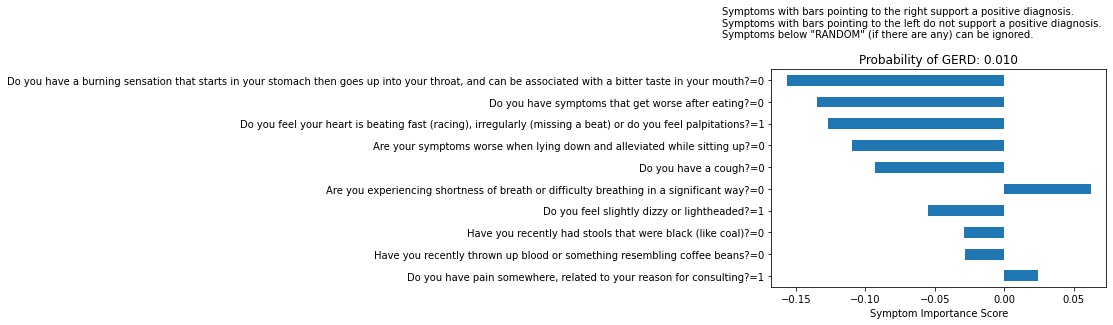 Symptoms with bars pointing to the right support a positive diagnosis.
Symptoms with bars pointing to the left do not support a positive diagnosis.
Symptoms below "RANDOM" (if there are any) can be ignored.
Probability of GERD: 0.010
Do you have a burning sensation that starts in your stomach then goes up into your throat, and can be associated with a bitter taste in your mouth?=0
Do you have symptoms that get worse after eating?=0
Do you feel your heart is beating fast (racing), irregularly (missing a beat) or do you feel palpitations?=1
Are your symptoms worse when lying down and alleviated while sitting up?=0
Do you have a cough?=0
Are you experiencing shortness of breath or difficulty breathing in a significant way?=0
Do you feel slightly dizzy or lightheaded?=1
Have you recently had stools that were black (like coal)?=0
Have you recently thrown up blood or something resembling coffee beans?=0
Do you have pain somewhere, related to your reason for consulting?=1
−0.15 −0.10 −0.05 0.00 0.05
Symptom Importance Score